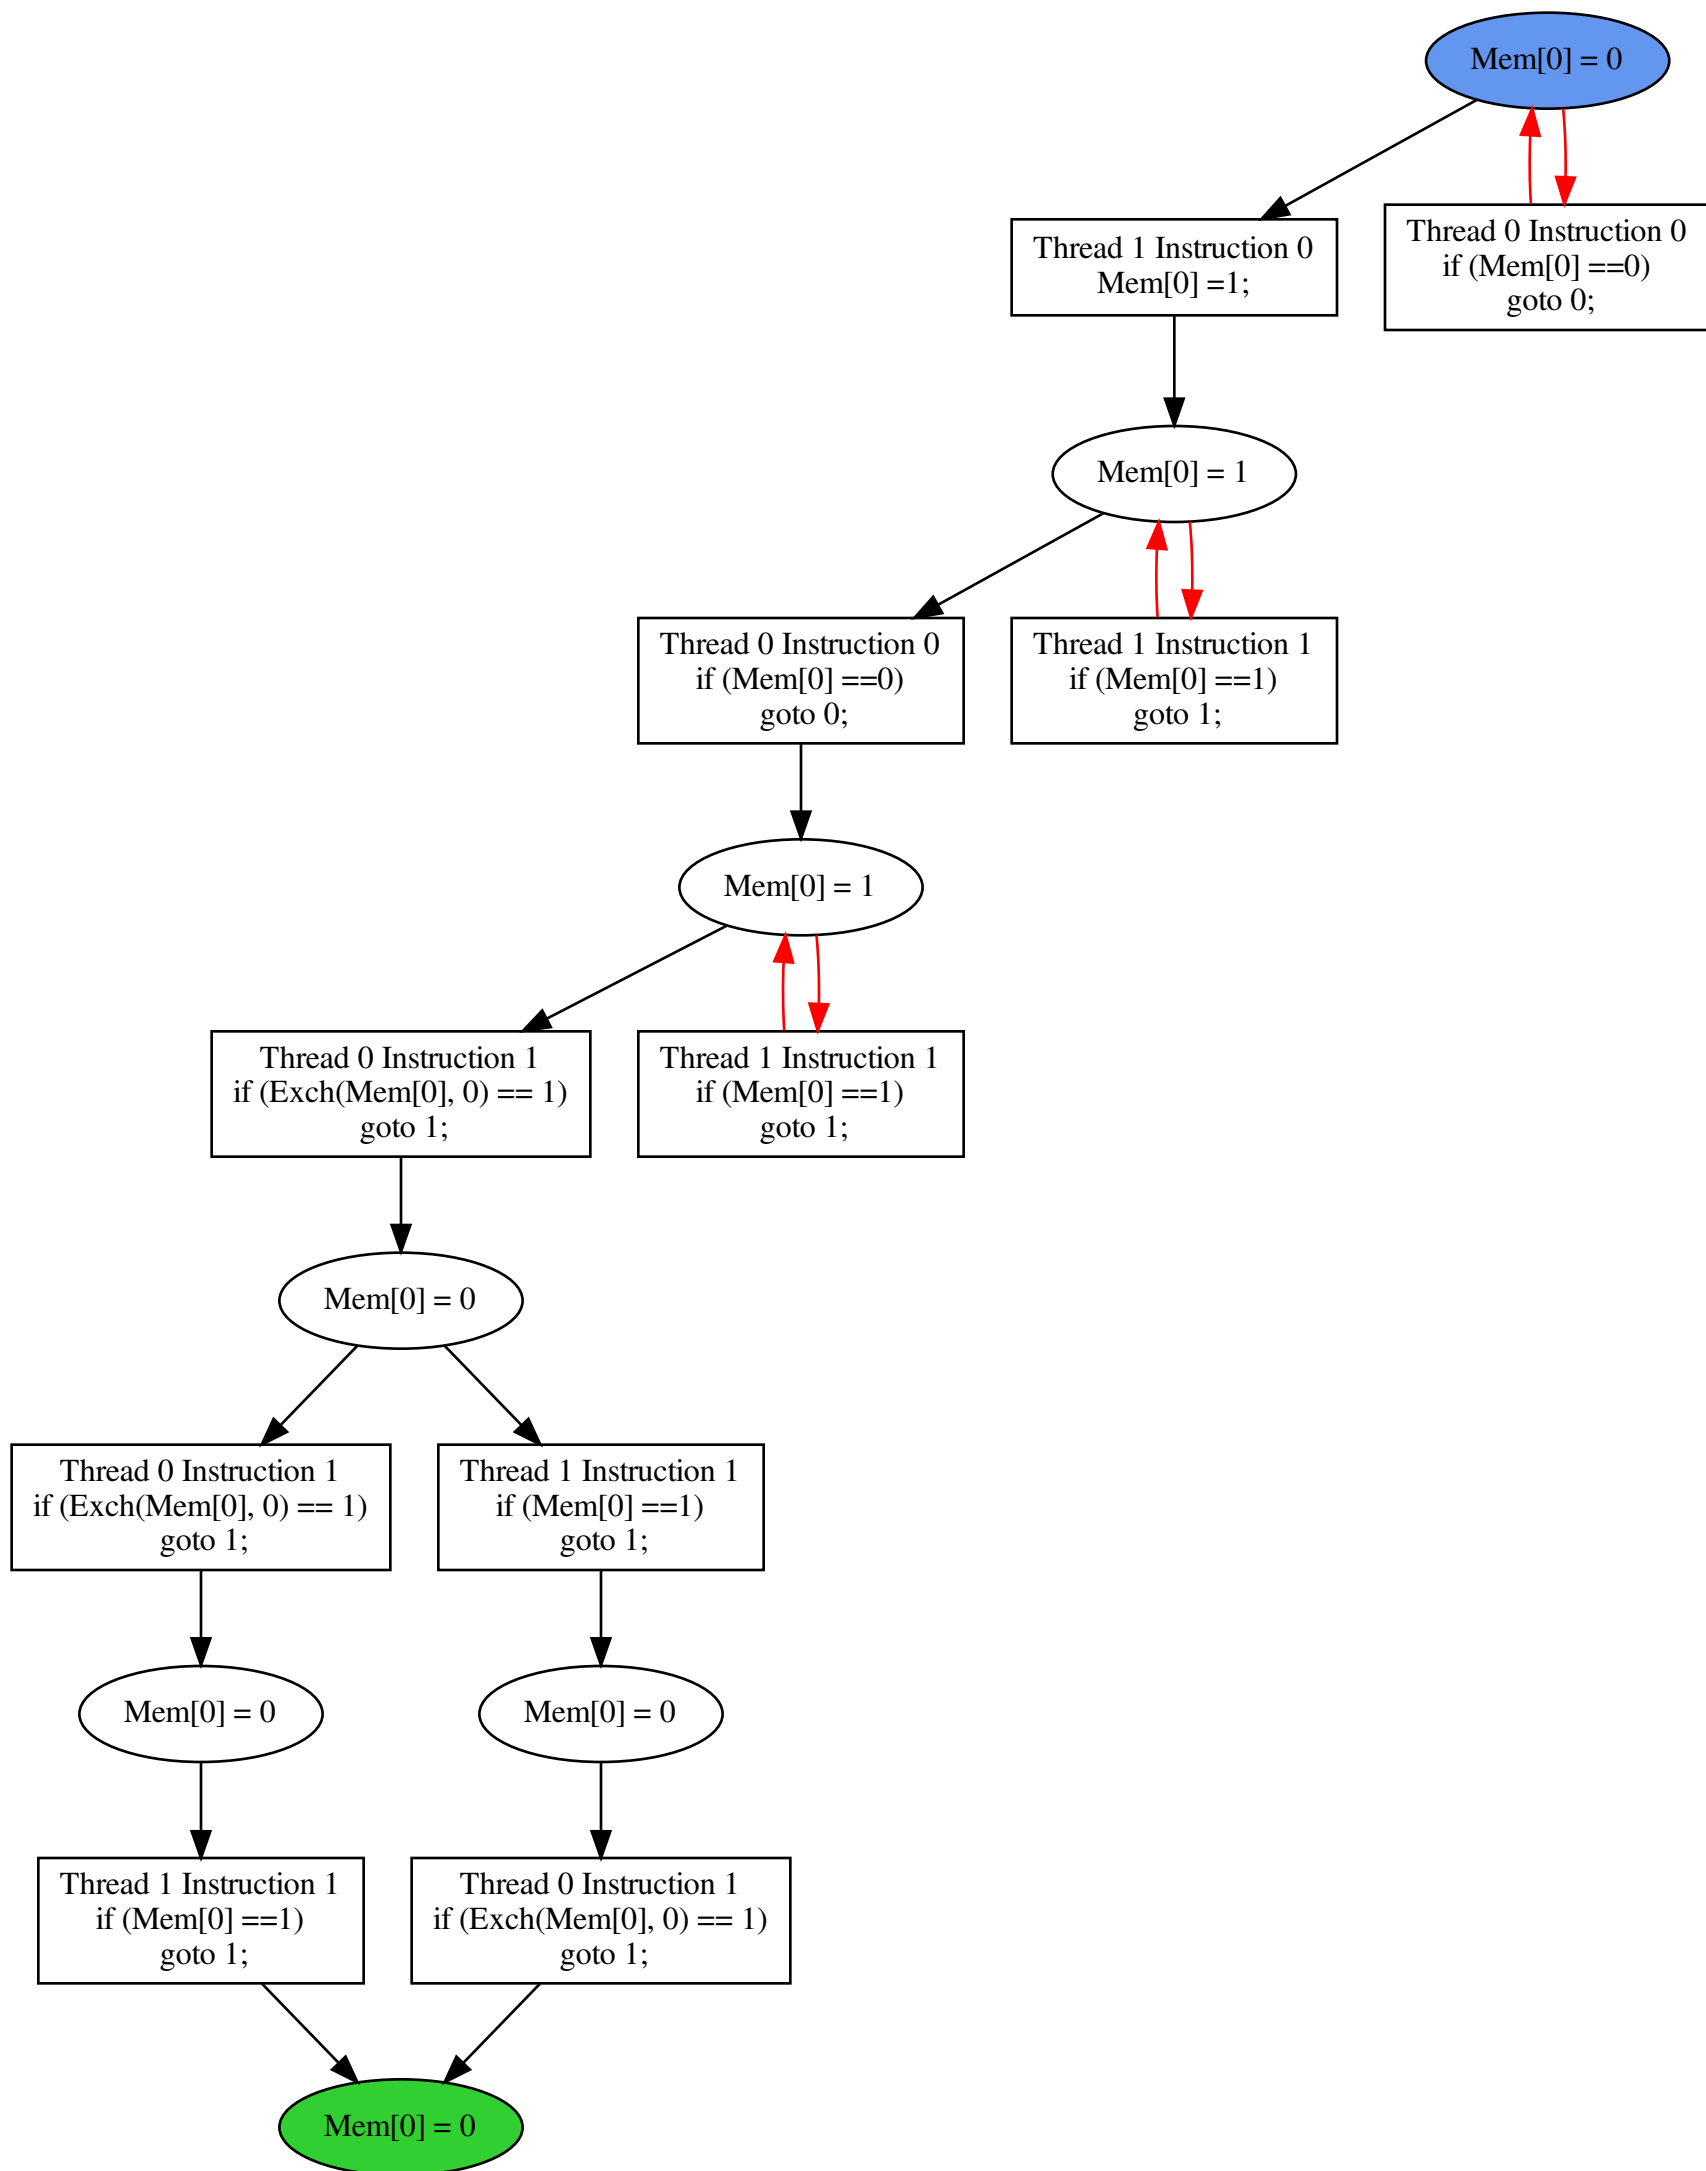 Mem[0] = 0
Thread 1 Instruction 0
Mem[0] =1;
Thread 0 Instruction 0
if (Mem[0] ==0)
goto 0;
Mem[0] = 1
Thread 0 Instruction 0
if (Mem[0] ==0)
goto 0;
Thread 1 Instruction 1
if (Mem[0] ==1)
goto 1;
Mem[0] = 1
Thread 0 Instruction 1
if (Exch(Mem[0], 0) == 1)
goto 1;
Thread 1 Instruction 1
if (Mem[0] ==1)
goto 1;
Mem[0] = 0
Thread 0 Instruction 1
if (Exch(Mem[0], 0) == 1)
goto 1;
Thread 1 Instruction 1
if (Mem[0] ==1)
goto 1;
Mem[0] = 0
Mem[0] = 0
Thread 1 Instruction 1
if (Mem[0] ==1)
goto 1;
Thread 0 Instruction 1
if (Exch(Mem[0], 0) == 1)
goto 1;
Mem[0] = 0